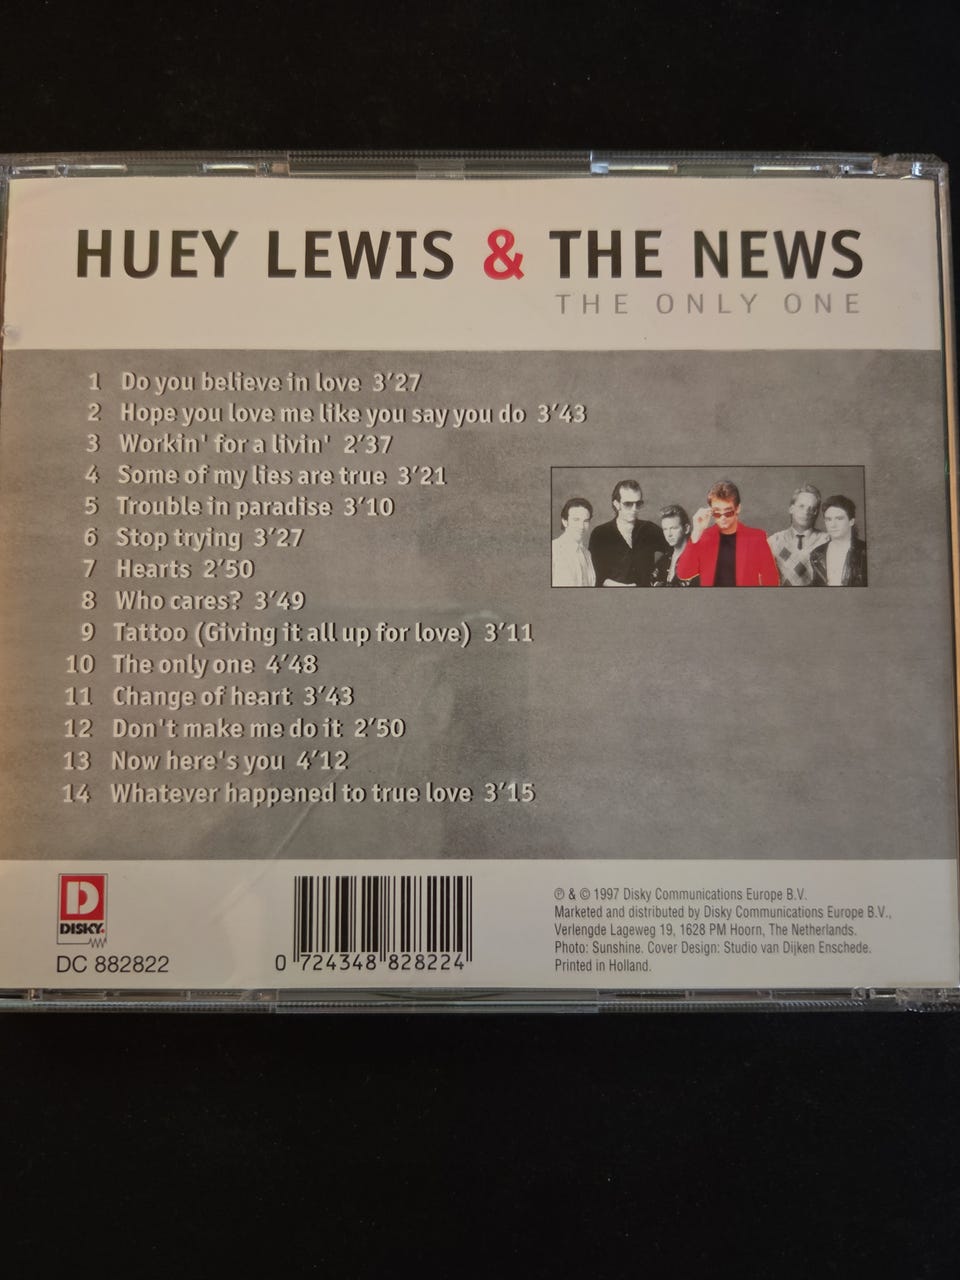 HUEY LEWIS & THE NEWS
THE ONLY ONE
1 Do you believe in love 3'27
2 Hope you love me like you say you do 3'43
3 Workin' for a livin' 2'37
4 Some of my lies are true 3'21
5 Trouble in paradise 3'10
6 Stop trying 3'27
7 Hearts 2'50
8 Who cares? 3'49
9 Tattoo (Giving it all up for love) 3'11
10 The only one 4'48
11 Change of heart 3'43
12 Don't make me do it 2'50
13 Now here's you 4'12
14 Whatever happened to true love 3'15
D
DISKY
DC 882822
0 724348 828224
℗ & © 1997 Disky Communications Europe B.V.
Marketed and distributed by Disky Communications Europe B.V.,
Verlengde Lageweg 19, 1628 PM Hoorn, The Netherlands.
Photo: Sunshine. Cover Design: Studio van Dijken Enschede.
Printed in Holland.